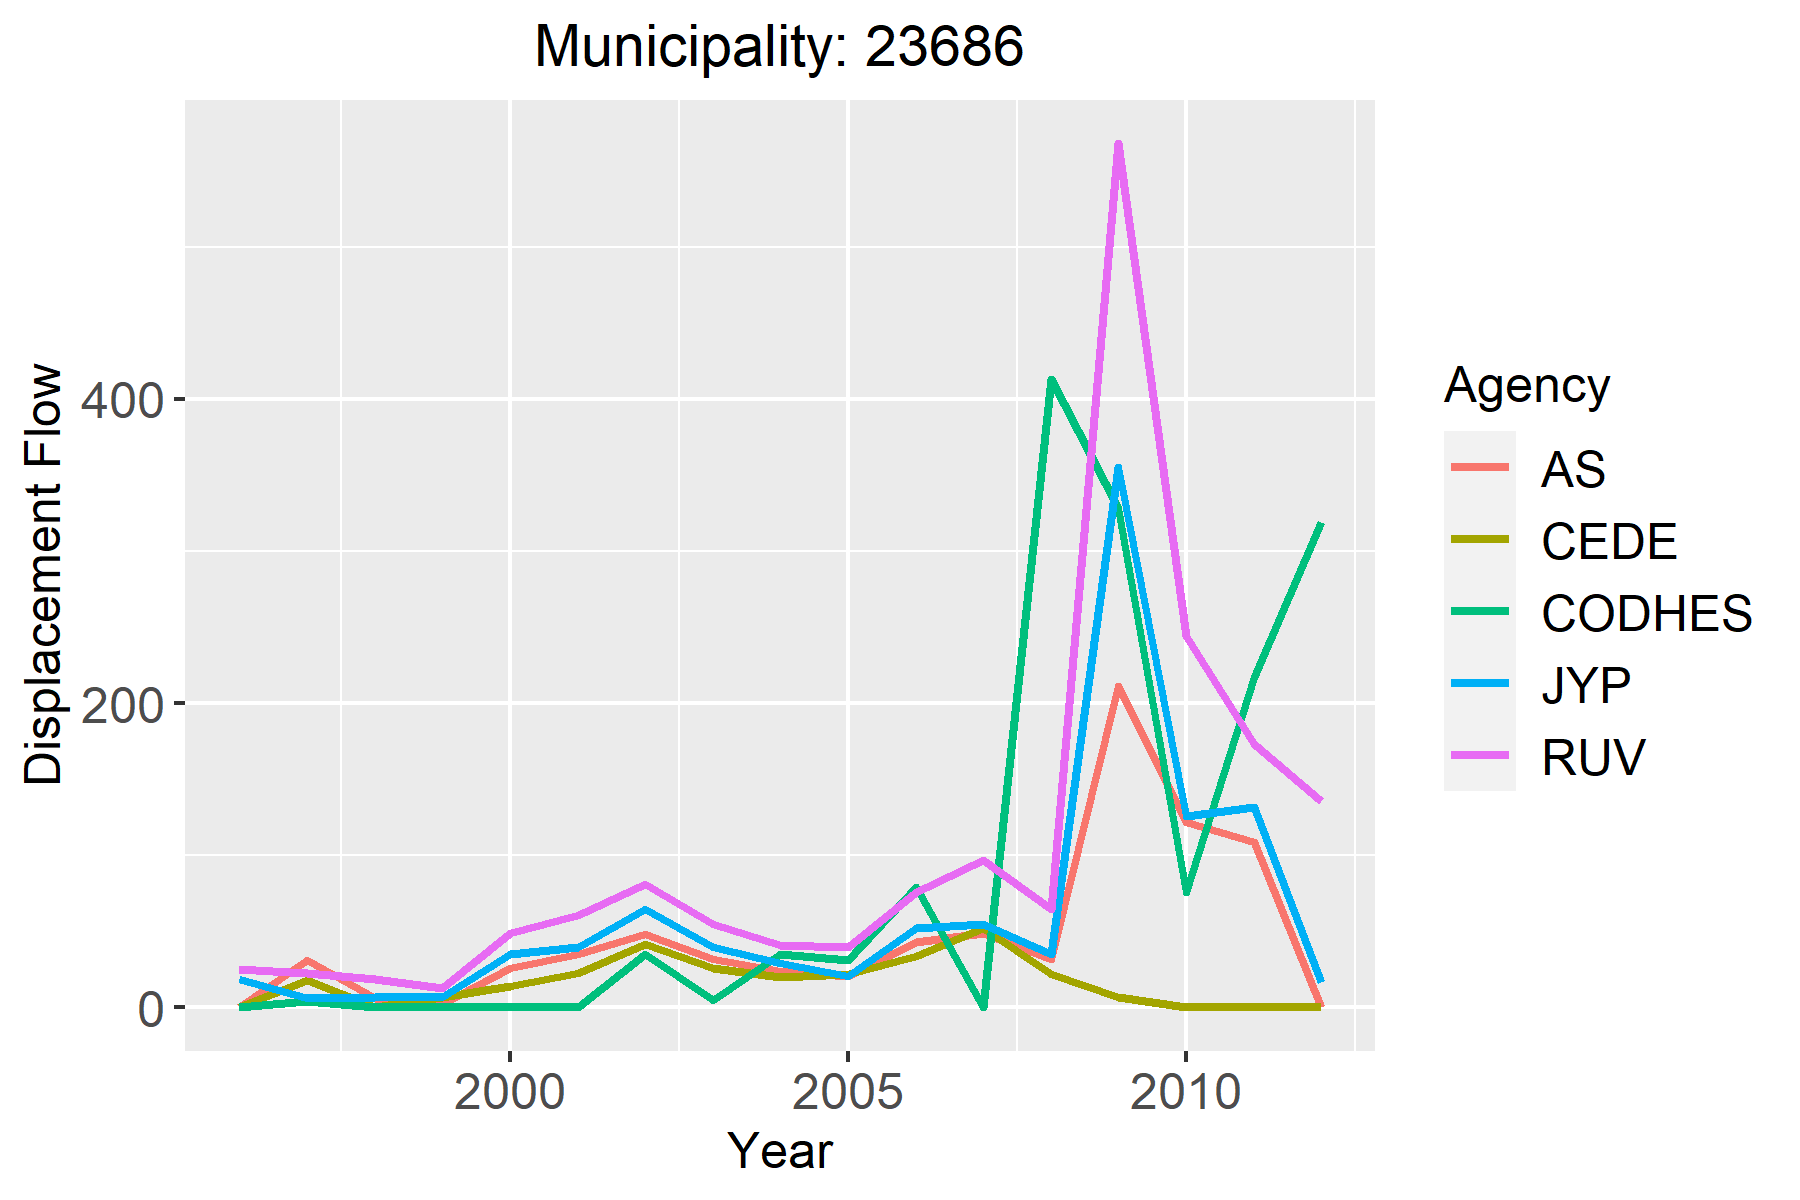 Municipality: 23686
Displacement Flow
400
200
0
2000 2005 2010
Year
Agency
AS
CEDE
CODHES
JYP
RUV